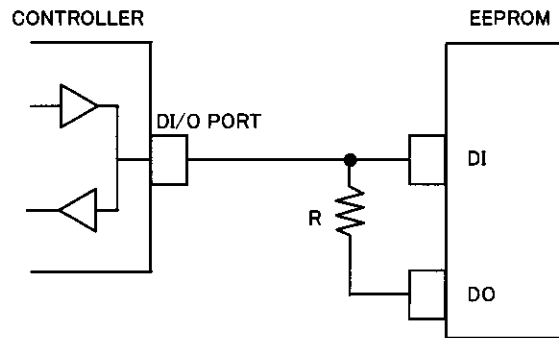 CONTROLLER
EEPROM
DI/O PORT
DI
R
DO